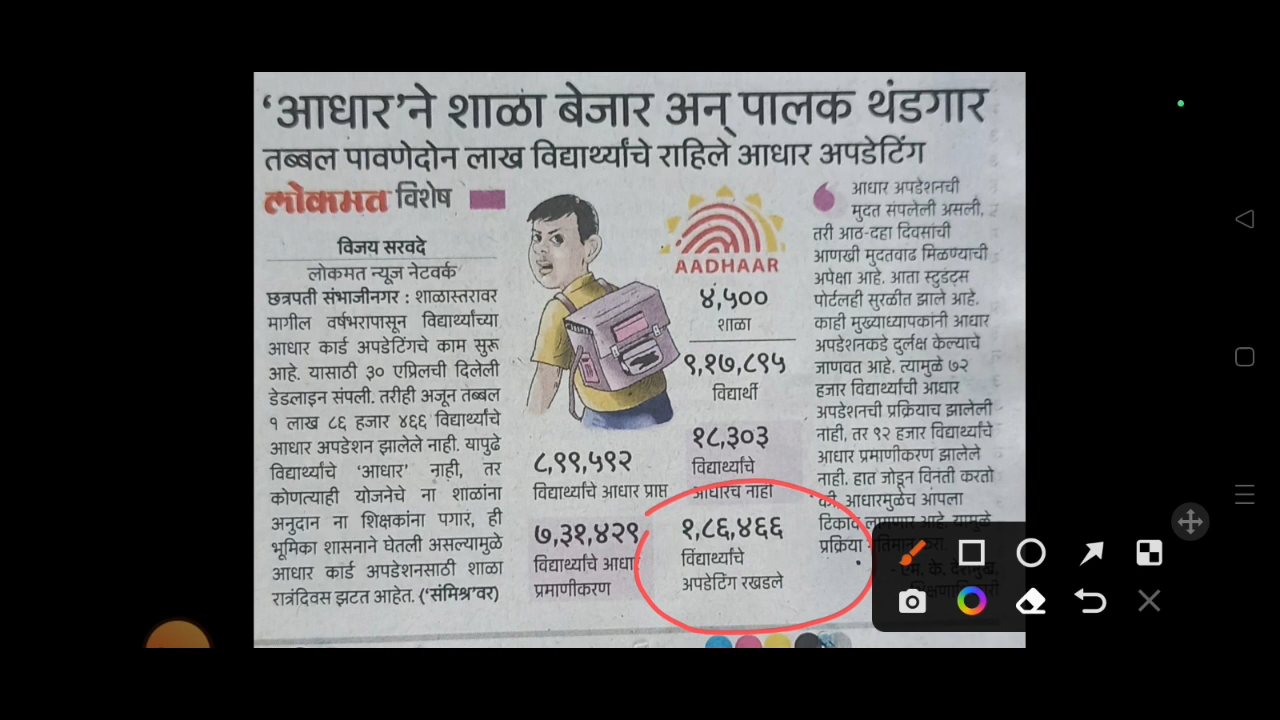 ‘आधार’ने शाळा बेजार अन् पालक थंडगार
तब्बल पावणेदोन लाख विद्यार्थ्यांचे राहिले आधार अपडेटिंग
लोकमत विशेष
विजय सरवदे
लोकमत न्यूज नेटवर्क
छत्रपती संभाजीनगर : शाळास्तरावर
मागील वर्षभरापासून विद्यार्थ्यांच्या
आधार कार्ड अपडेटिंगचे काम सुरू
आहे. यासाठी ३० एप्रिलची दिलेली
डेडलाइन संपली. तरीही अजून तब्बल
१ लाख ८६ हजार ४६६ विद्यार्थ्यांचे
आधार अपडेशन झालेले नाही. यापुढे
विद्यार्थ्यांचे ‘आधार’ नाही, तर
कोणत्याही योजनेचे ना शाळांना
अनुदान ना शिक्षकांना पगार, ही
भूमिका शासनाने घेतली असल्यामुळे
आधार कार्ड अपडेशनसाठी शाळा
रात्रंदिवस झटत आहेत. (‘संमिश्र’वर)
AADHAAR
४,५००
शाळा
९,१७,८९५
विद्यार्थी
१८,३०३
विद्यार्थ्यांचे
आधारच नाही
८,९९,५९२
विद्यार्थ्यांचे आधार प्राप्त
७,३१,४२९
विद्यार्थ्यांचे आधार
प्रमाणीकरण
१,८६,४६६
विद्यार्थ्यांचे
अपडेटिंग रखडले
आधार अपडेशनची
मुदत संपलेली असली,
तरी आठ-दहा दिवसांची
आणखी मुदतवाढ मिळण्याची
अपेक्षा आहे. आता स्टुडंट्स
पोर्टलही सुरळीत झाले आहे.
काही मुख्याध्यापकांनी आधार
अपडेशनकडे दुर्लक्ष केल्याचे
जाणवत आहे. त्यामुळे ७२
हजार विद्यार्थ्यांची आधार
अपडेशनची प्रक्रियाच झालेली
नाही, तर ९२ हजार विद्यार्थ्यांचे
आधार प्रमाणीकरण झालेले
नाही. हात जोडून विनंती करतो
की, आधारमुळेच आपला
टिकाव लागणार आहे. यामुळे
प्रक्रिया